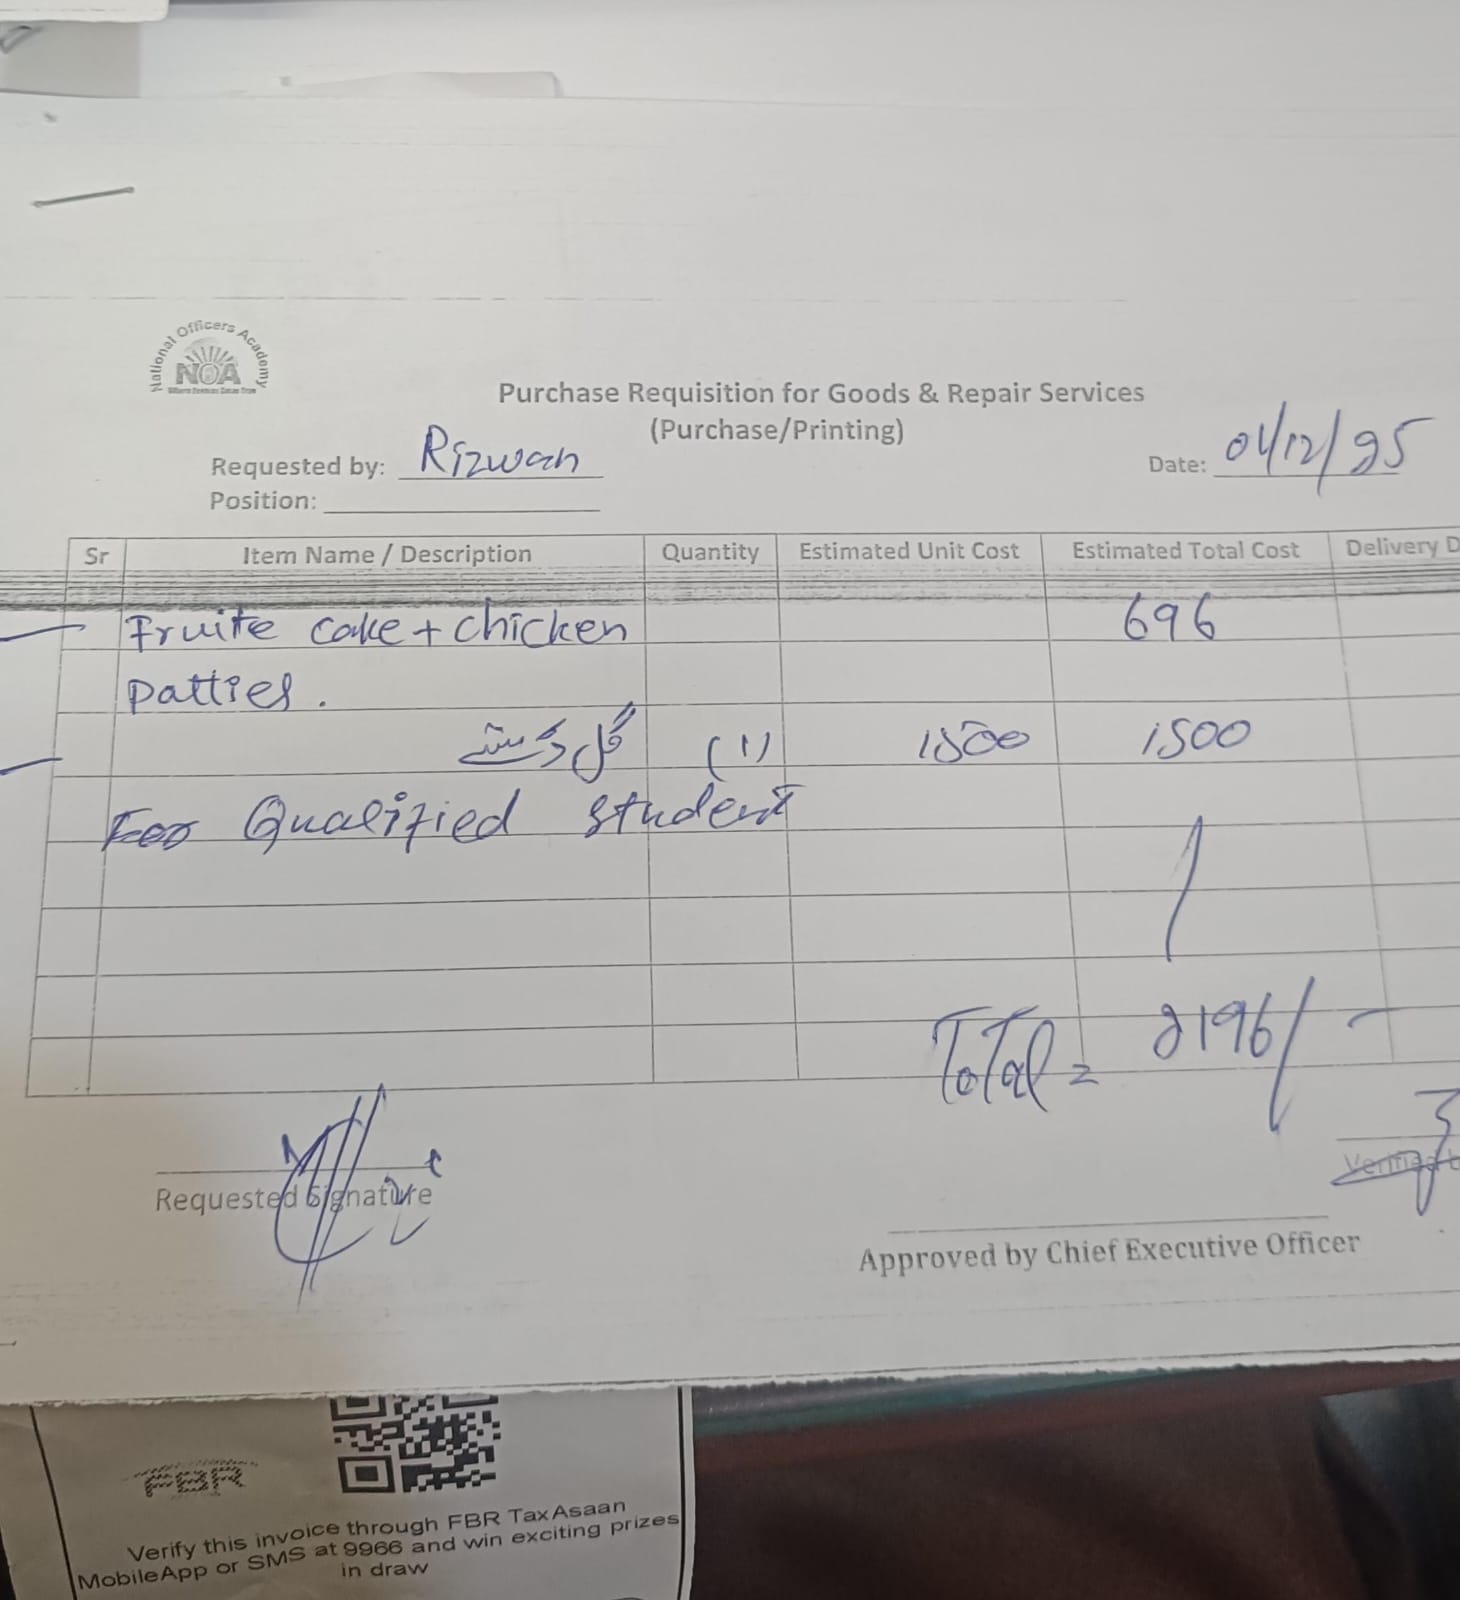 National Officers Academy
NOA
Purchase Requisition for Goods & Repair Services
(Purchase/Printing)
Requested by: Rizwan
Date: 01/12/25
Position:
Sr Item Name / Description Quantity Estimated Unit Cost Estimated Total Cost Delivery D
Fruite cake + chicken 696
Patties.
گل دستہ (1) 1500 1500
For Qualified student
Total = 2196/-
Requested Signature
Verified
Approved by Chief Executive Officer
FBR
Verify this invoice through FBR TaxAsaan
MobileApp or SMS at 9966 and win exciting prizes
in draw